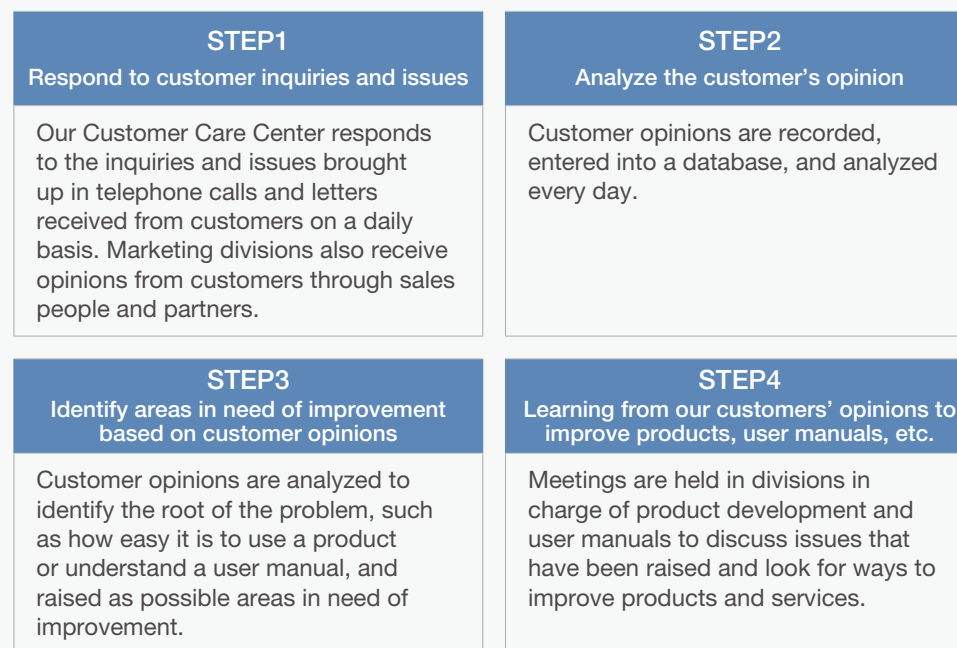 STEP1
Respond to customer inquiries and issues
Our Customer Care Center responds
to the inquiries and issues brought
up in telephone calls and letters
received from customers on a daily
basis. Marketing divisions also receive
opinions from customers through sales
people and partners.
STEP2
Analyze the customer’s opinion
Customer opinions are recorded,
entered into a database, and analyzed
every day.
STEP3
Identify areas in need of improvement
based on customer opinions
Customer opinions are analyzed to
identify the root of the problem, such
as how easy it is to use a product
or understand a user manual, and
raised as possible areas in need of
improvement.
STEP4
Learning from our customers’ opinions to
improve products, user manuals, etc.
Meetings are held in divisions in
charge of product development and
user manuals to discuss issues that
have been raised and look for ways to
improve products and services.